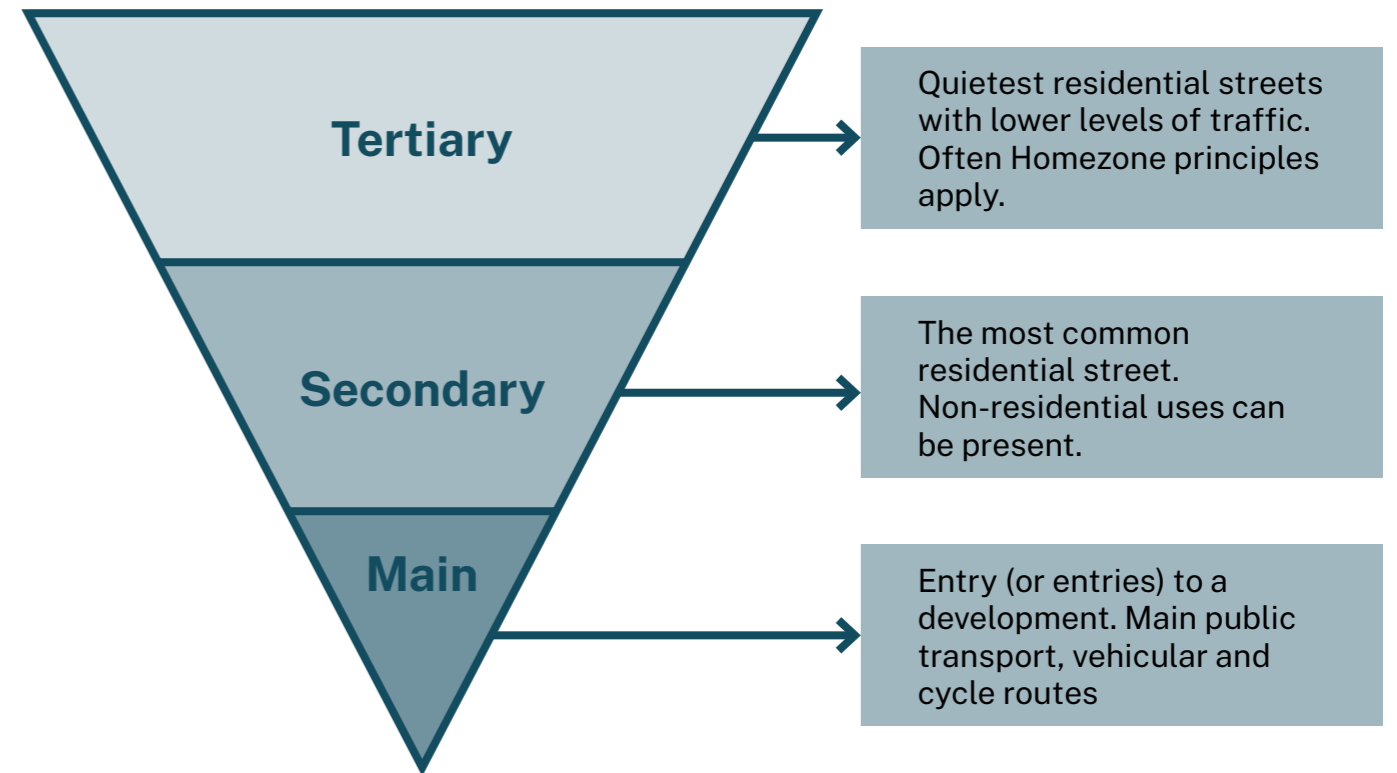 Tertiary
Quietest residential streets
with lower levels of traffic.
Often Homezone principles
apply.
Secondary
The most common
residential street.
Non-residential uses can
be present.
Main
Entry (or entries) to a
development. Main public
transport, vehicular and
cycle routes